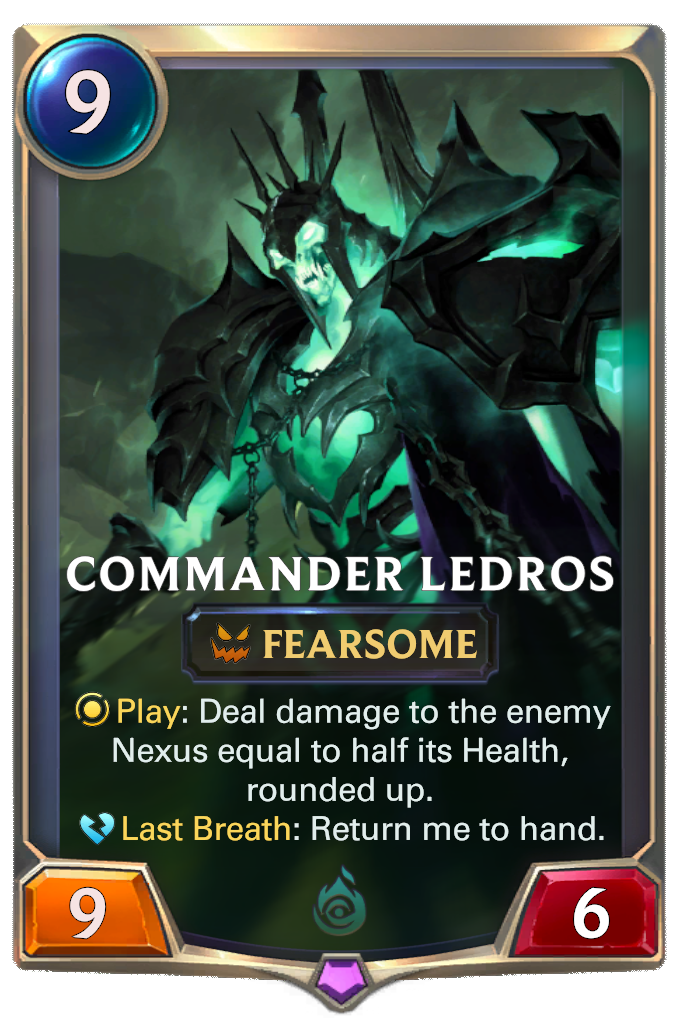 9
COMMANDER LEDROS
FEARSOME
Play: Deal damage to the enemy
Nexus equal to half its Health,
rounded up.
Last Breath: Return me to hand.
9 6